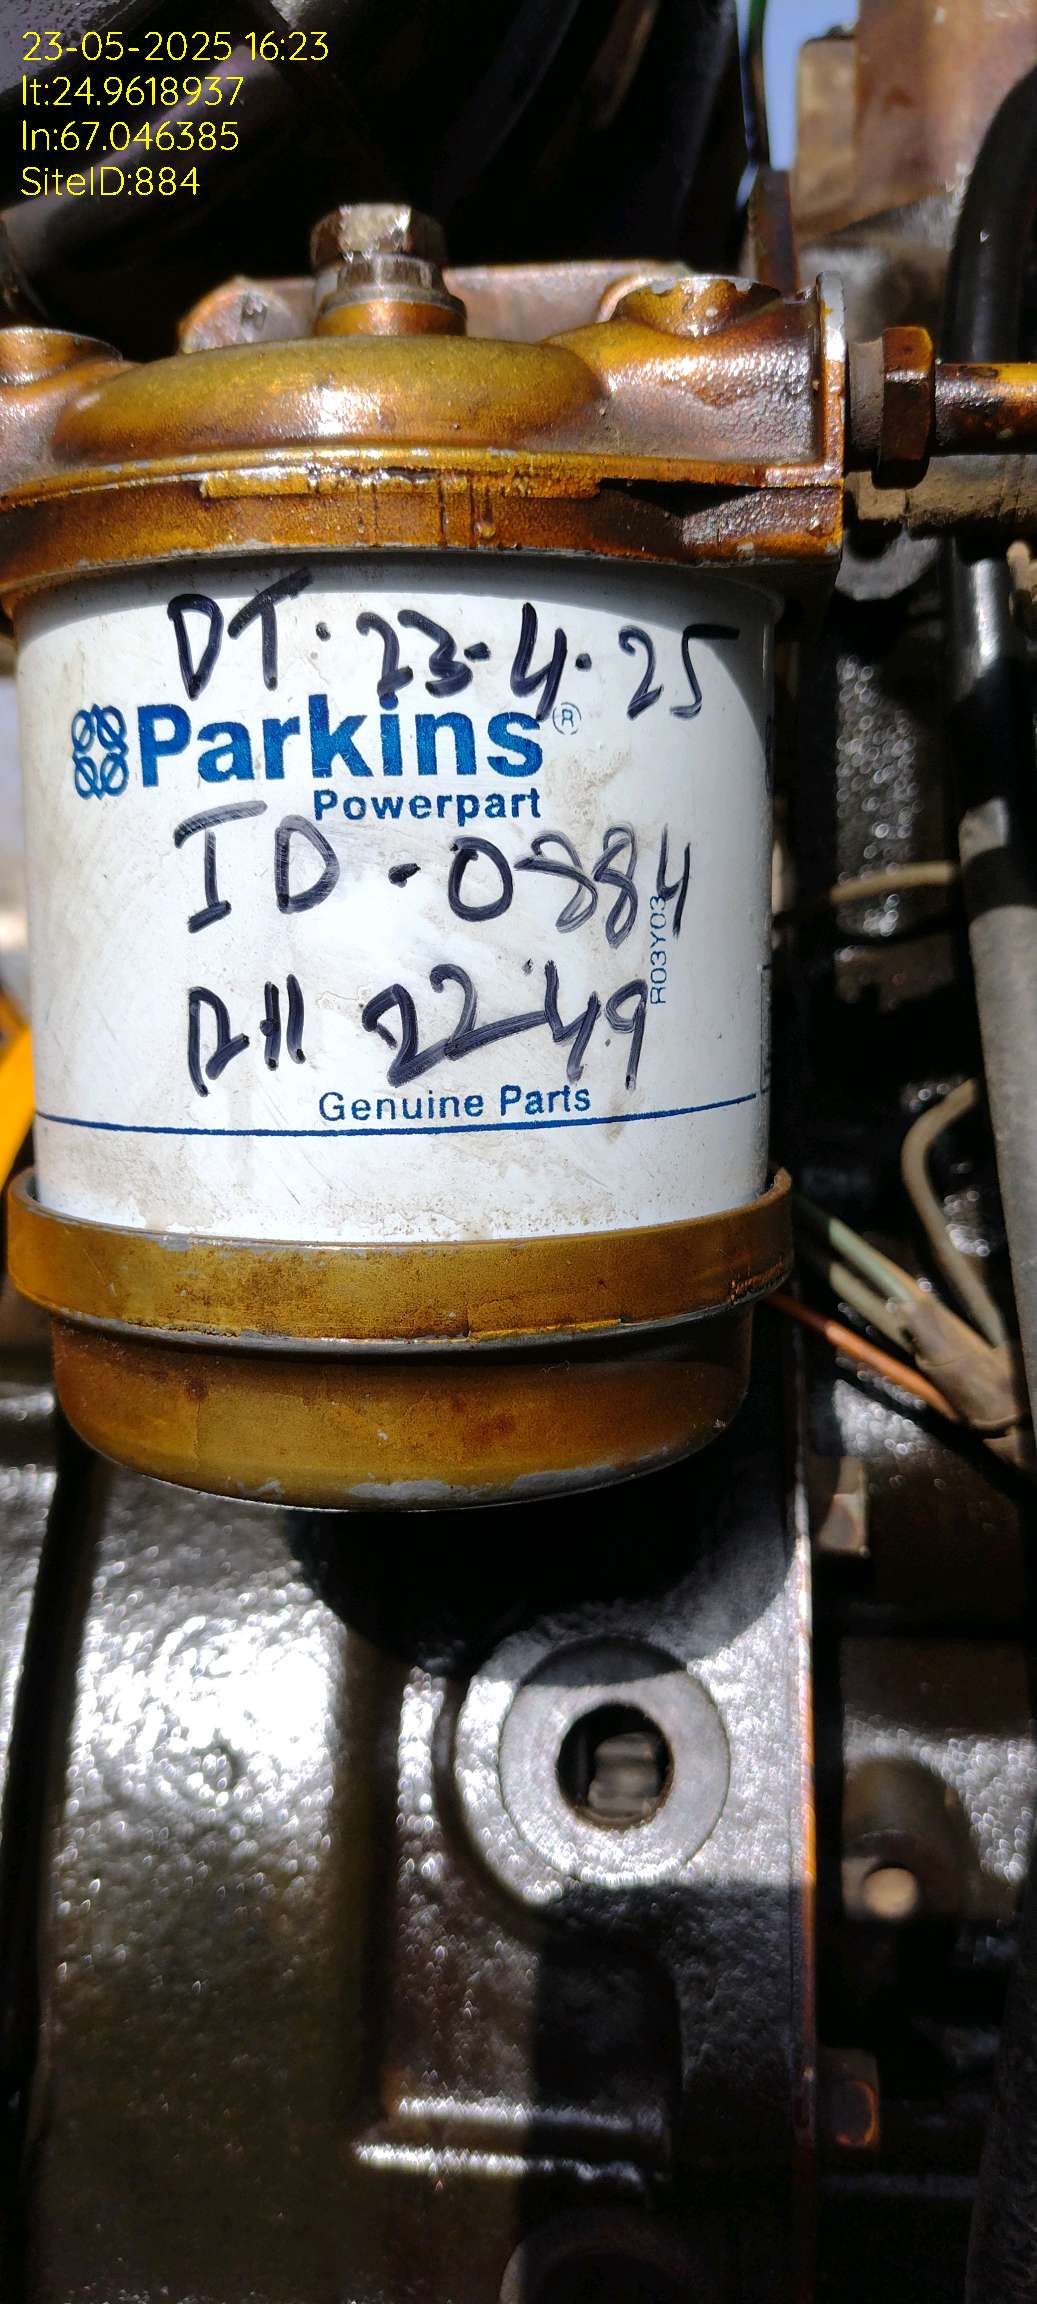 23-05-2025 16:23
lt:24.9618937
ln:67.046385
SiteID:884
DT. 23-4-25
Parkins®
Powerpart
ID - 0884
R03Y03
R.H 2249
Genuine Parts